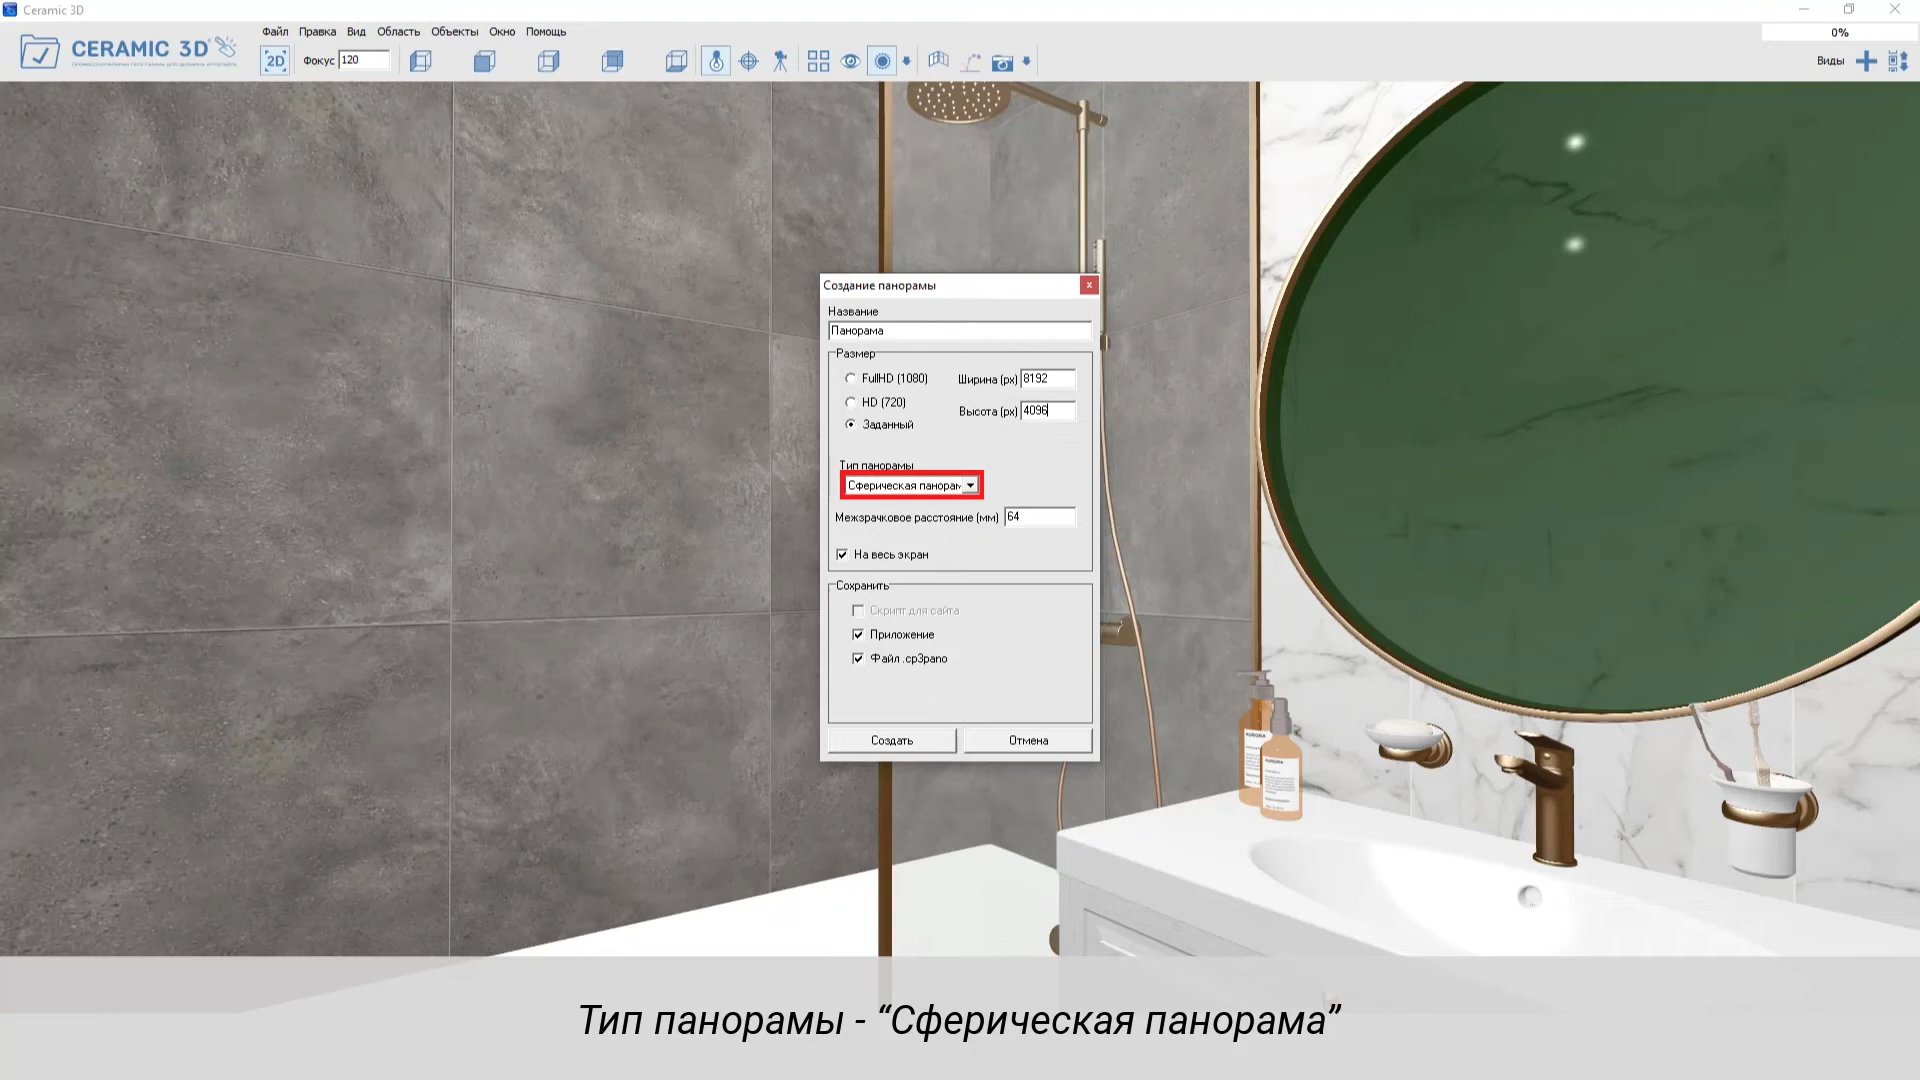 Ceramic 3D
Файл Правка Вид Область Объекты Окно Помощь
0%
CERAMIC 3D
2D Фокус 120
Виды
Создание панорамы
Название
Панорама
Размер
FullHD (1080) Ширина (px) 8192
HD (720) Высота (px) 4096
Заданный
Тип панорамы
Сферическая панорам
Межзрачковое расстояние (мм) 64
На весь экран
Сохранить
Скрипт для сайта
Приложение
Файл .cp3pano
Создать Отмена
AURORA
AURORA
Тип панорамы - “Сферическая панорама”